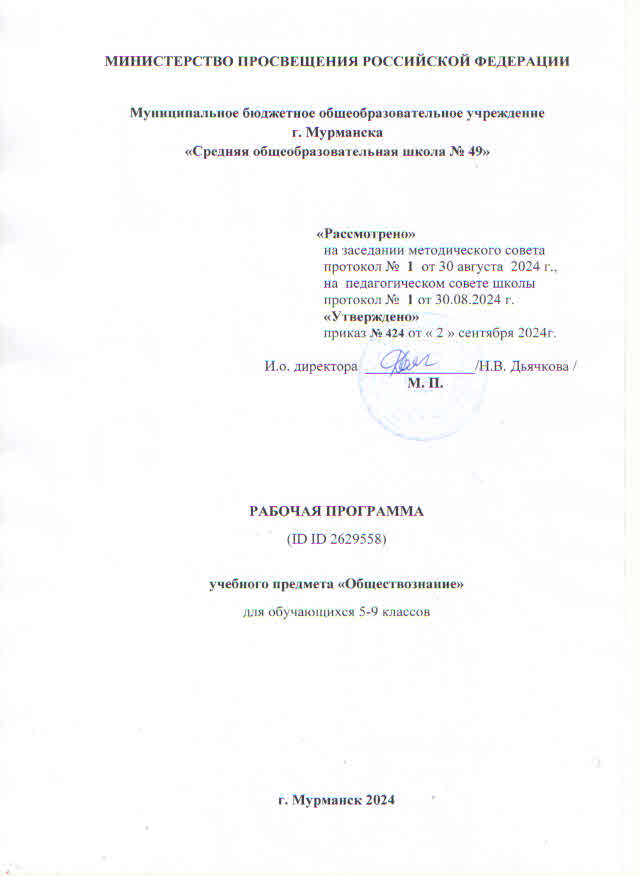 МИНИСТЕРСТВО ПРОСВЕЩЕНИЯ РОССИЙСКОЙ ФЕДЕРАЦИИ
Муниципальное бюджетное общеобразовательное учреждение
г. Мурманска
«Средняя общеобразовательная школа № 49»
«Рассмотрено»
на заседании методического совета
протокол № 1 от 30 августа 2024 г.,
на педагогическом совете школы
протокол № 1 от 30.08.2024 г.
«Утверждено»
приказ № 424 от « 2 » сентября 2024г.
И.о. директора ________________/Н.В. Дьячкова /
М. П.
РАБОЧАЯ ПРОГРАММА
(ID ID 2629558)
учебного предмета «Обществознание»
для обучающихся 5-9 классов
г. Мурманск 2024